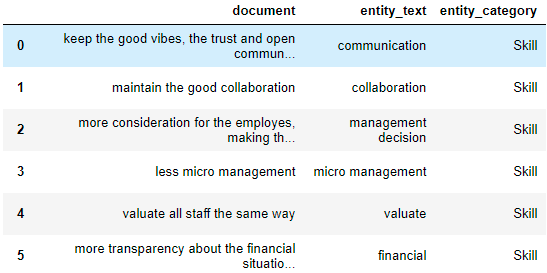 document entity_text entity_category
0 keep the good vibes, the trust and open commun... communication Skill
1 maintain the good collaboration collaboration Skill
2 more consideration for the employes, making th... management decision Skill
3 less micro management micro management Skill
4 valuate all staff the same way valuate Skill
5 more transparency about the financial situatio... financial Skill